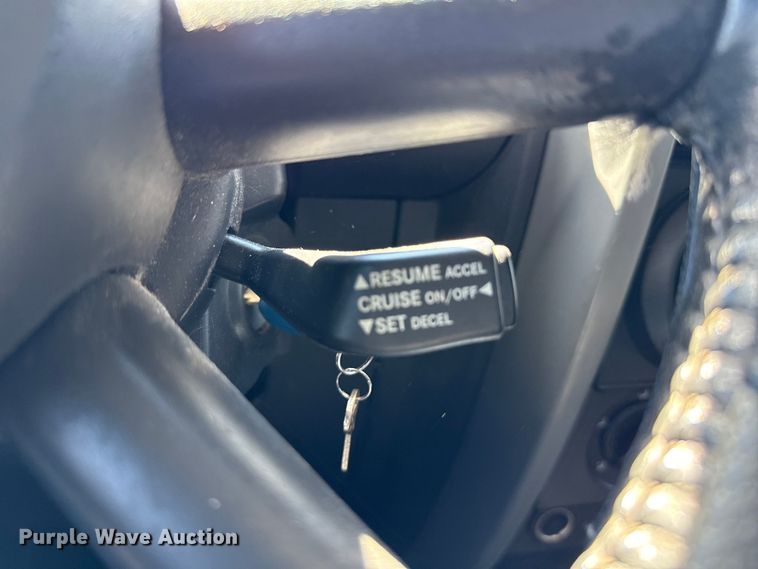 ▲RESUME ACCEL
CRUISE ON/OFF◀
▼SET DECEL
Purple Wave Auction